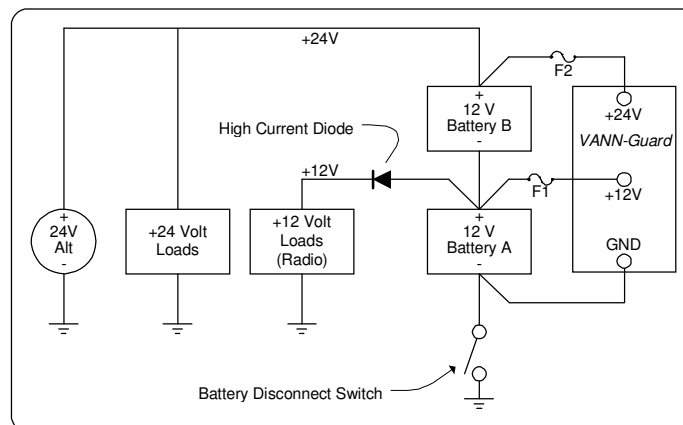 +24V
F2
+
12 V
Battery B
-
+24V
VANN-Guard
High Current Diode
+12V
F1
+12V
+
24V
Alt
-
+24 Volt
Loads
+12 Volt
Loads
(Radio)
+
12 V
Battery A
-
GND
Battery Disconnect Switch